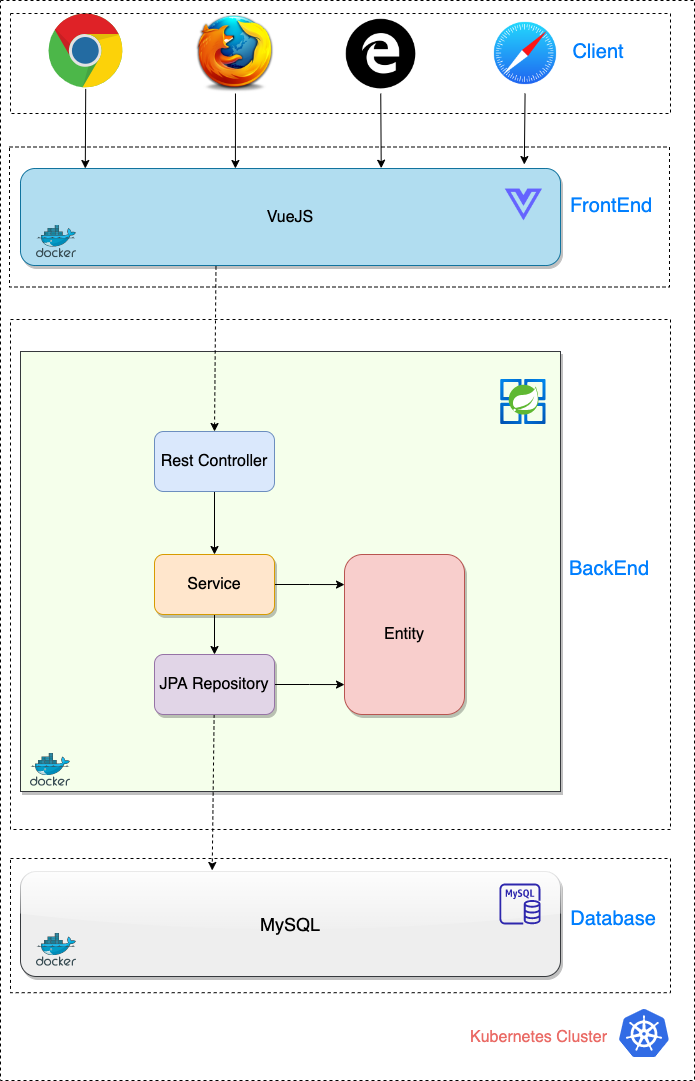 Client
VueJS
FrontEnd
docker
Rest Controller
Service
BackEnd
Entity
JPA Repository
docker
MySQL
MySQL
Database
docker
Kubernetes Cluster